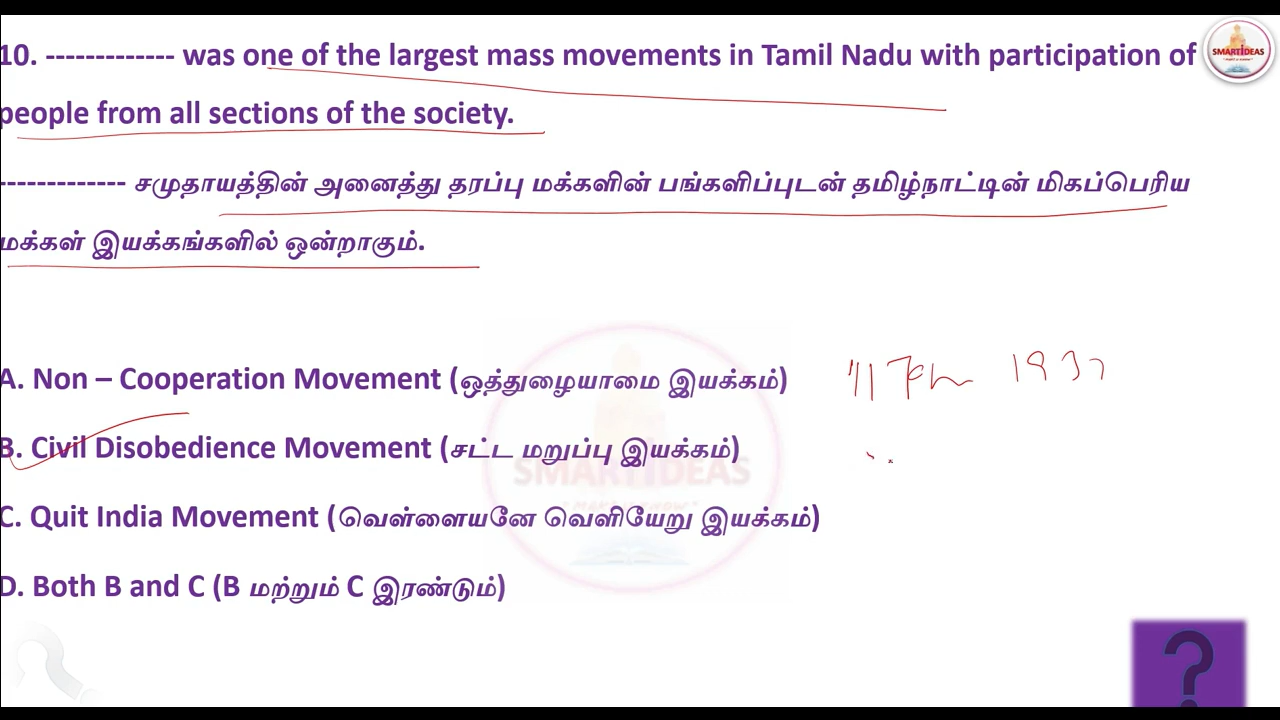 10. ------------- was one of the largest mass movements in Tamil Nadu with participation of
people from all sections of the society.
------------- சமுதாயத்தின் அனைத்து தரப்பு மக்களின் பங்களிப்புடன் தமிழ்நாட்டின் மிகப்பெரிய
மக்கள் இயக்கங்களில் ஒன்றாகும்.
A. Non – Cooperation Movement (ஒத்துழையாமை இயக்கம்)
B. Civil Disobedience Movement (சட்ட மறுப்பு இயக்கம்)
C. Quit India Movement (வெள்ளையனே வெளியேறு இயக்கம்)
D. Both B and C (B மற்றும் C இரண்டும்)
SMARTIDEAS
SMARTIDEAS